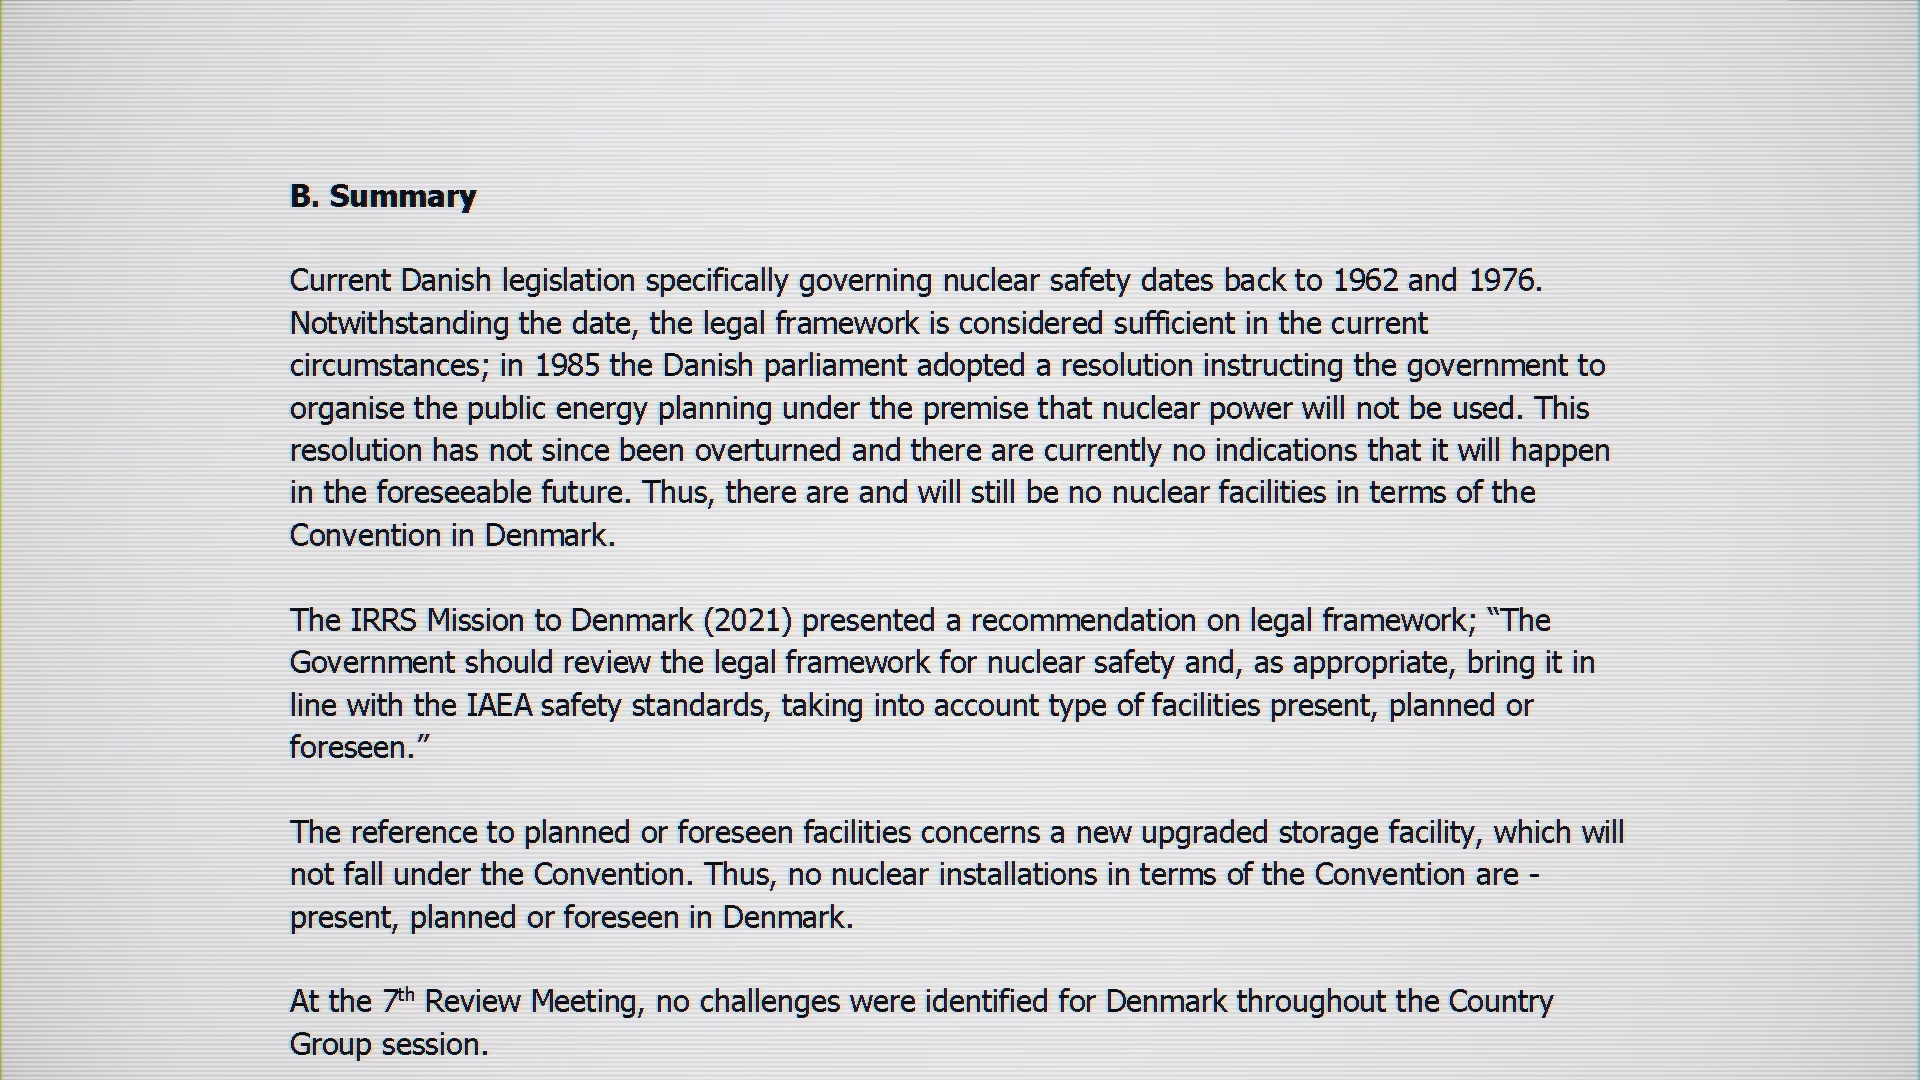 B. Summary
Current Danish legislation specifically governing nuclear safety dates back to 1962 and 1976.
Notwithstanding the date, the legal framework is considered sufficient in the current
circumstances; in 1985 the Danish parliament adopted a resolution instructing the government to
organise the public energy planning under the premise that nuclear power will not be used. This
resolution has not since been overturned and there are currently no indications that it will happen
in the foreseeable future. Thus, there are and will still be no nuclear facilities in terms of the
Convention in Denmark.
The IRRS Mission to Denmark (2021) presented a recommendation on legal framework; “The
Government should review the legal framework for nuclear safety and, as appropriate, bring it in
line with the IAEA safety standards, taking into account type of facilities present, planned or
foreseen.”
The reference to planned or foreseen facilities concerns a new upgraded storage facility, which will
not fall under the Convention. Thus, no nuclear installations in terms of the Convention are -
present, planned or foreseen in Denmark.
At the 7th Review Meeting, no challenges were identified for Denmark throughout the Country
Group session.